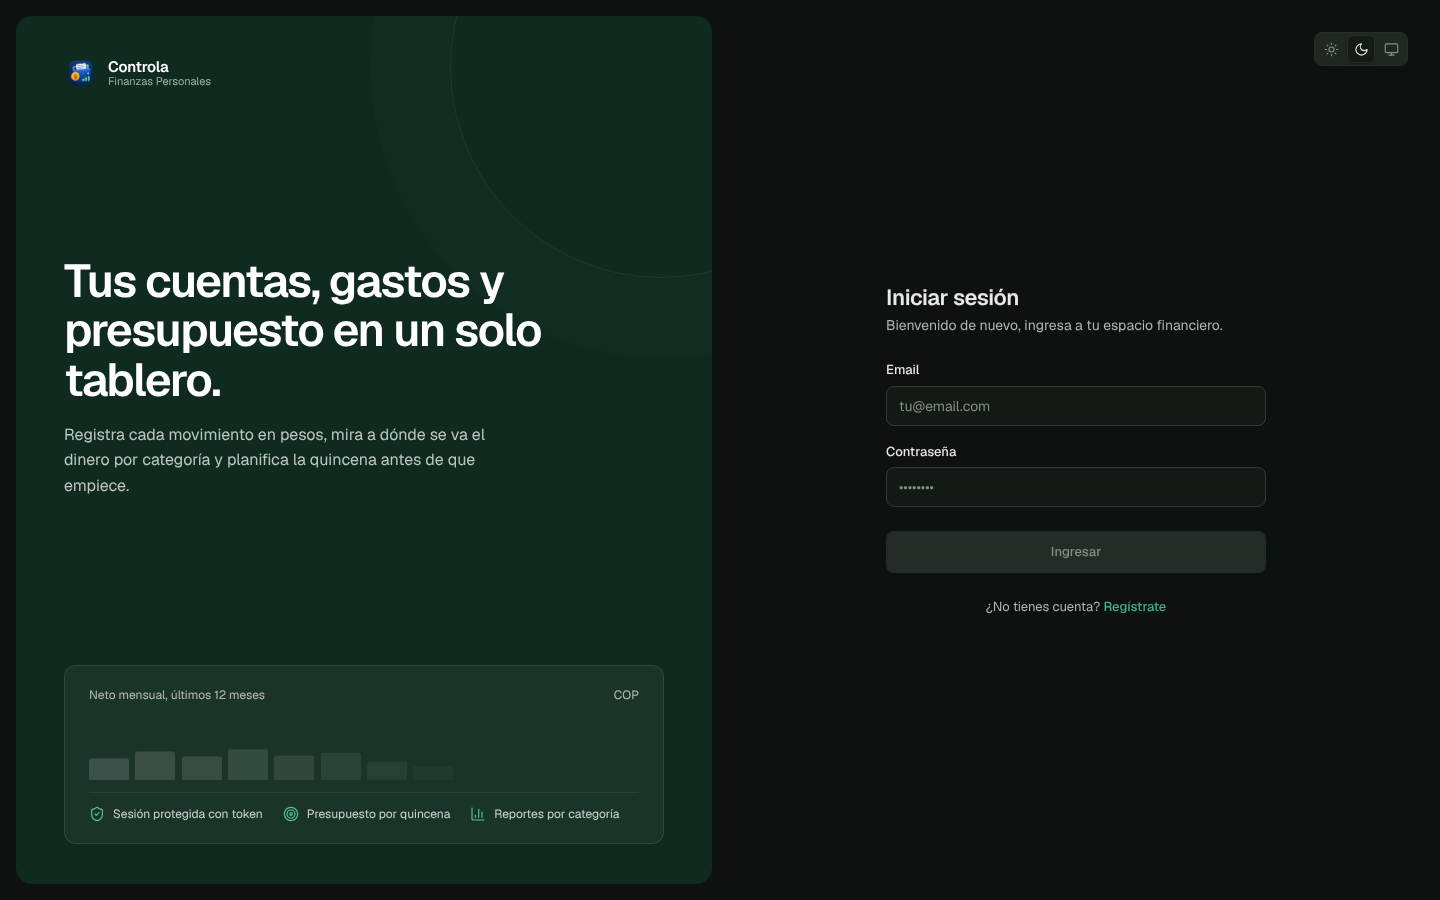 Controla
Finanzas Personales
Tus cuentas, gastos y
presupuesto en un solo
tablero.
Registra cada movimiento en pesos, mira a dónde se va el
dinero por categoría y planifica la quincena antes de que
empiece.
Neto mensual, últimos 12 meses
COP
Sesión protegida con token
Presupuesto por quincena
Reportes por categoría
Iniciar sesión
Bienvenido de nuevo, ingresa a tu espacio financiero.
Email
tu@email.com
Contraseña
••••••••
Ingresar
¿No tienes cuenta? Regístrate